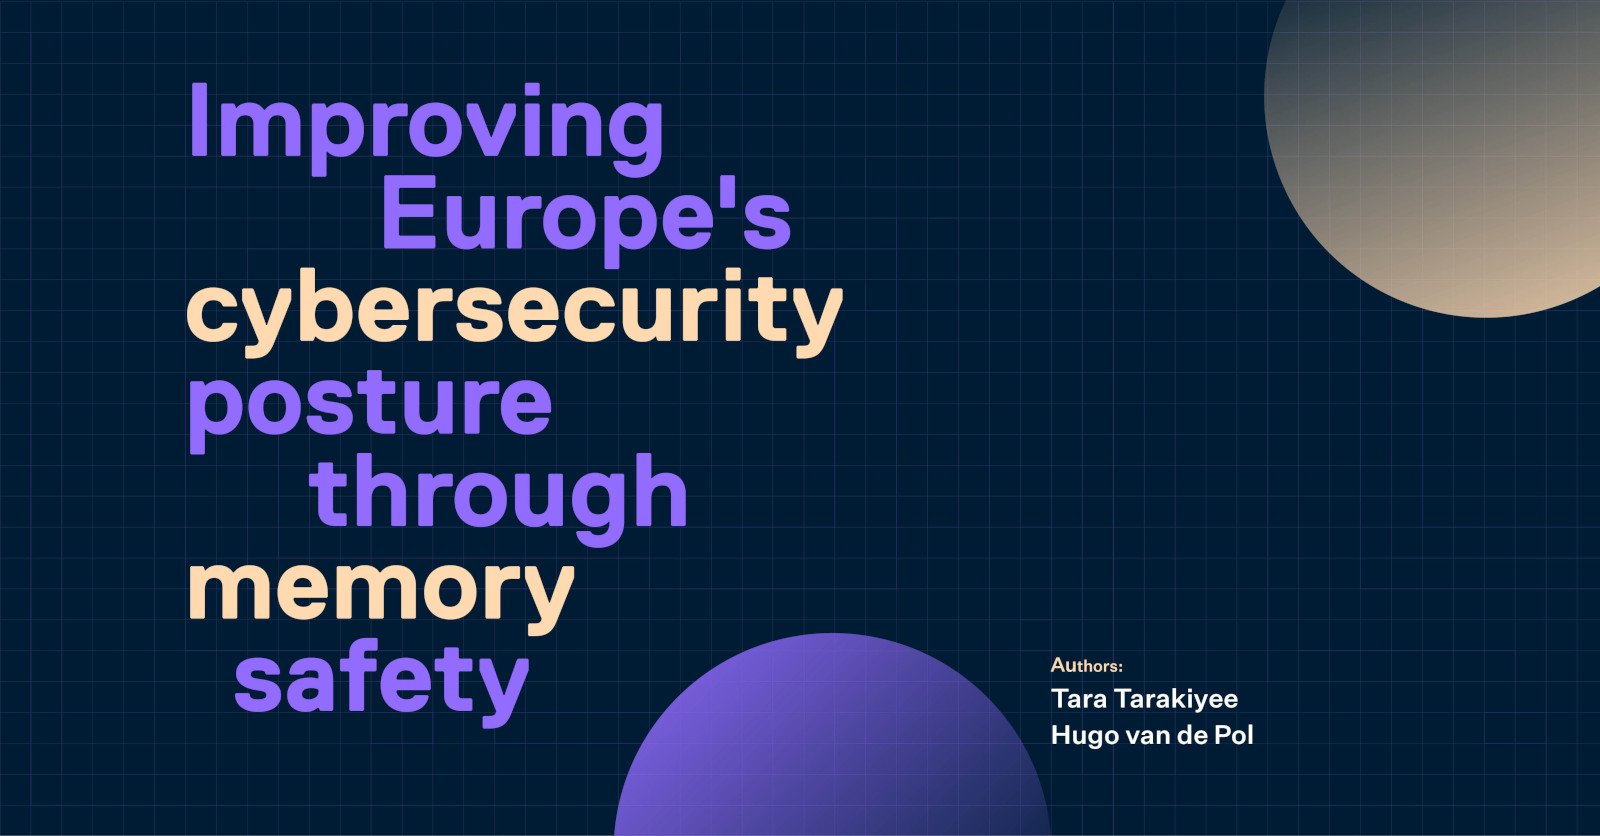 Improving
Europe's
cybersecurity
posture
through
memory
safety
Authors:
Tara Tarakiyee
Hugo van de Pol